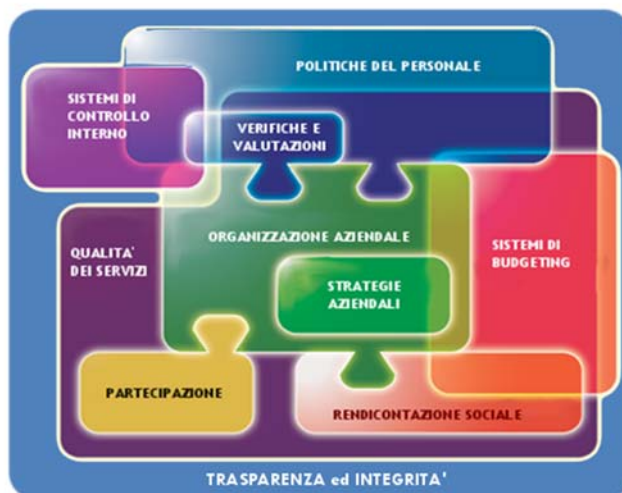 POLITICHE DEL PERSONALE
SISTEMI DI
CONTROLLO
INTERNO
VERIFICHE E
VALUTAZIONI
ORGANIZZAZIONE AZIENDALE
QUALITA'
DEI SERVIZI
SISTEMI DI
BUDGETING
STRATEGIE
AZIENDALI
PARTECIPAZIONE
RENDICONTAZIONE SOCIALE
TRASPARENZA ed INTEGRITA'